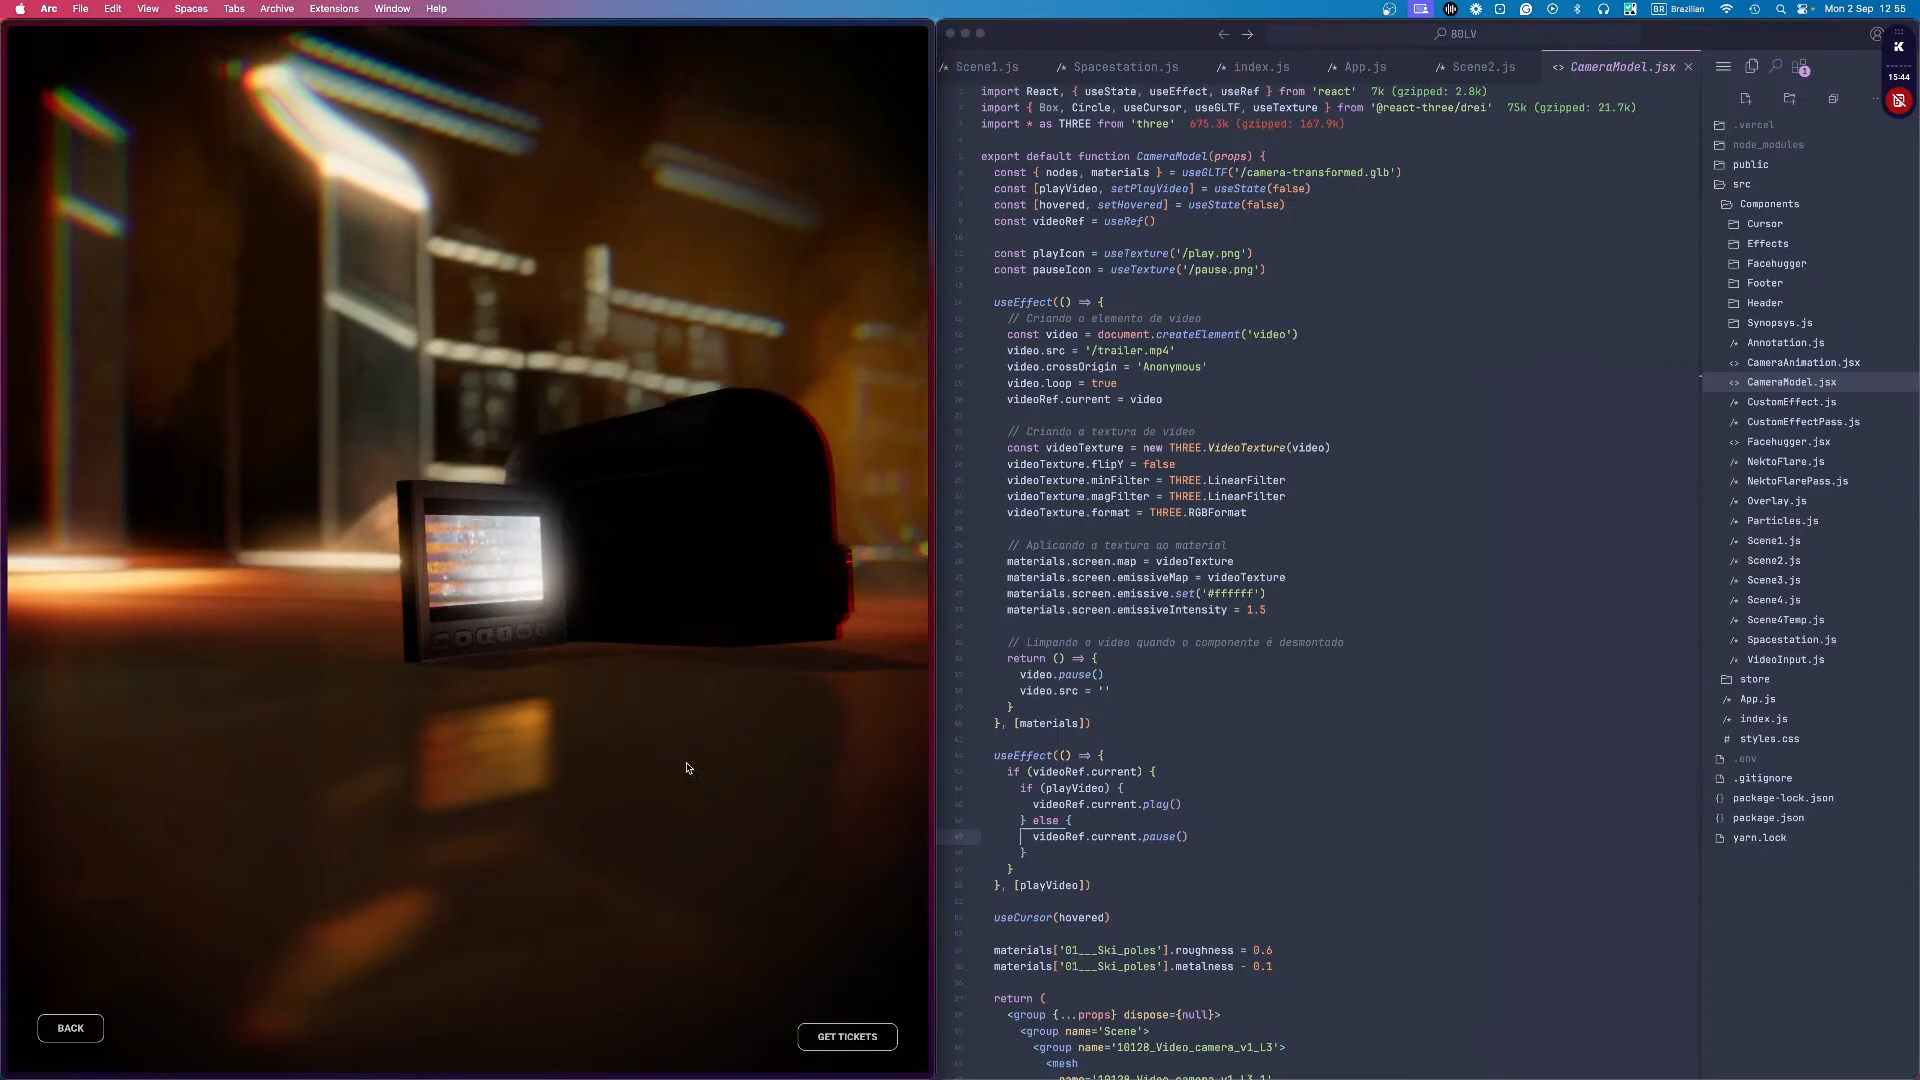 Arc File Edit View Spaces Tabs Archive Extensions Window Help
BR Brazilian Mon 2 Sep 12 55
80LV
Scene1.js Spacestation.js index.js App.js Scene2.js CameraModel.jsx
15:44
1
import React, { useState, useEffect, useRef } from 'react' 7k (gzipped: 2.8k)
import { Box, Circle, useCursor, useGLTF, useTexture } from '@react-three/drei' 75k (gzipped: 21.7k)
import * as THREE from 'three' 675.3k (gzipped: 167.9k)
export default function CameraModel(props) {
const { nodes, materials } = useGLTF('/camera-transformed.glb')
const [playVideo, setPlayVideo] = useState(false)
const [hovered, setHovered] = useState(false)
const videoRef = useRef()
const playIcon = useTexture('/play.png')
const pauseIcon = useTexture('/pause.png')
useEffect(() => {
// Criando o elemento de vídeo
const video = document.createElement('video')
video.src = '/trailer.mp4'
video.crossOrigin = 'Anonymous'
video.loop = true
videoRef.current = video
// Criando a textura de vídeo
const videoTexture = new THREE.VideoTexture(video)
videoTexture.flipY = false
videoTexture.minFilter = THREE.LinearFilter
videoTexture.magFilter = THREE.LinearFilter
videoTexture.format = THREE.RGBFormat
// Aplicando a textura ao material
materials.screen.map = videoTexture
materials.screen.emissiveMap = videoTexture
materials.screen.emissive.set('#ffffff')
materials.screen.emissiveIntensity = 1.5
// Limpando o vídeo quando o componente é desmontado
return () => {
video.pause()
video.src = ''
}
}, [materials])
useEffect(() => {
if (videoRef.current) {
if (playVideo) {
videoRef.current.play()
} else {
videoRef.current.pause()
}
}
}, [playVideo])
useCursor(hovered)
materials['01___Ski_poles'].roughness = 0.6
materials['01___Ski_poles'].metalness - 0.1
return (
<group {...props} dispose={null}>
<group name='Scene'>
<group name='10128_Video_camera_v1_L3'>
<mesh
name='10128_Video_camera_v1_L3_1'
.vercel
node_modules
public
src
Components
Cursor
Effects
Facehugger
Footer
Header
Synopsys.js
Annotation.js
CameraAnimation.jsx
CameraModel.jsx
CustomEffect.js
CustomEffectPass.js
Facehugger.jsx
NektoFlare.js
NektoFlarePass.js
Overlay.js
Particles.js
Scene1.js
Scene2.js
Scene3.js
Scene4.js
Scene4Temp.js
Spacestation.js
VideoInput.js
store
App.js
index.js
styles.css
.env
.gitignore
package-lock.json
package.json
yarn.lock
BACK
GET TICKETS